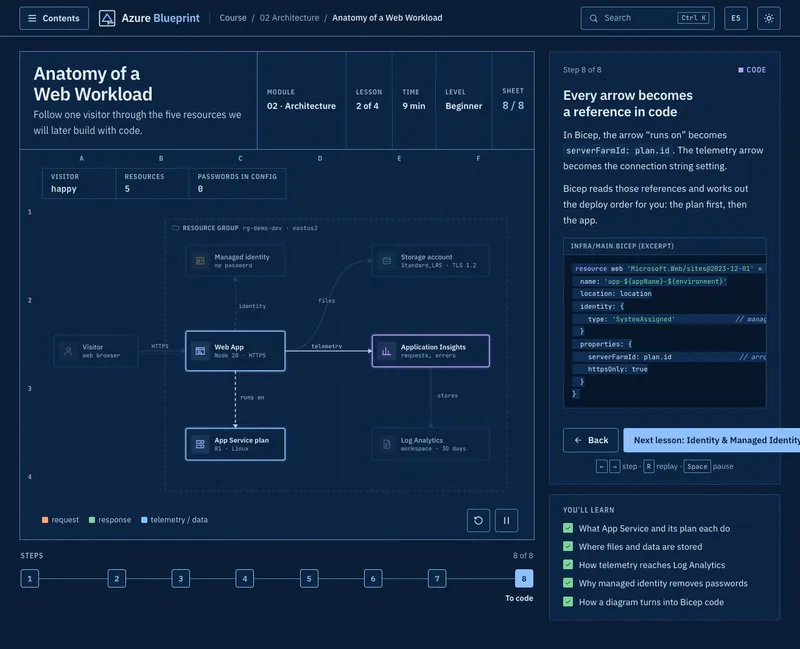 Contents
Azure Blueprint
Course / 02 Architecture / Anatomy of a Web Workload
Search
Ctrl K
ES
Anatomy of a
Web Workload
Follow one visitor through the five resources we
will later build with code.
MODULE
02 · Architecture
LESSON
2 of 4
TIME
9 min
LEVEL
Beginner
SHEET
8 / 8
A B C D E F
VISITOR
happy
RESOURCES
5
PASSWORDS IN CONFIG
0
1
2
3
4
RESOURCE GROUP rg-demo-dev · eastus2
Managed identity
no password
Storage account
Standard_LRS · TLS 1.2
identity
files
Visitor
web browser
HTTPS
Web App
Node 20 · HTTPS
telemetry
Application Insights
requests, errors
runs on
stores
App Service plan
B1 · Linux
Log Analytics
workspace · 30 days
request
response
telemetry / data
STEPS
8 of 8
1 2 3 4 5 6 7 8
To code
Step 8 of 8
CODE
Every arrow becomes
a reference in code
In Bicep, the arrow “runs on” becomes
serverFarmId: plan.id. The telemetry arrow
becomes the connection string setting.
Bicep reads those references and works out
the deploy order for you: the plan first, then
the app.
INFRA/MAIN.BICEP (EXCERPT)
resource web 'Microsoft.Web/sites@2023-12-01' =
name: 'app-${appName}-${environment}'
location: location
identity: {
type: 'SystemAssigned' //
}
properties: {
serverFarmId: plan.id //
httpsOnly: true
}
}
← Back
Next lesson: Identity & Managed Identity
← → step · R replay · Space pause
YOU'LL LEARN
What App Service and its plan each do
Where files and data are stored
How telemetry reaches Log Analytics
Why managed identity removes passwords
How a diagram turns into Bicep code